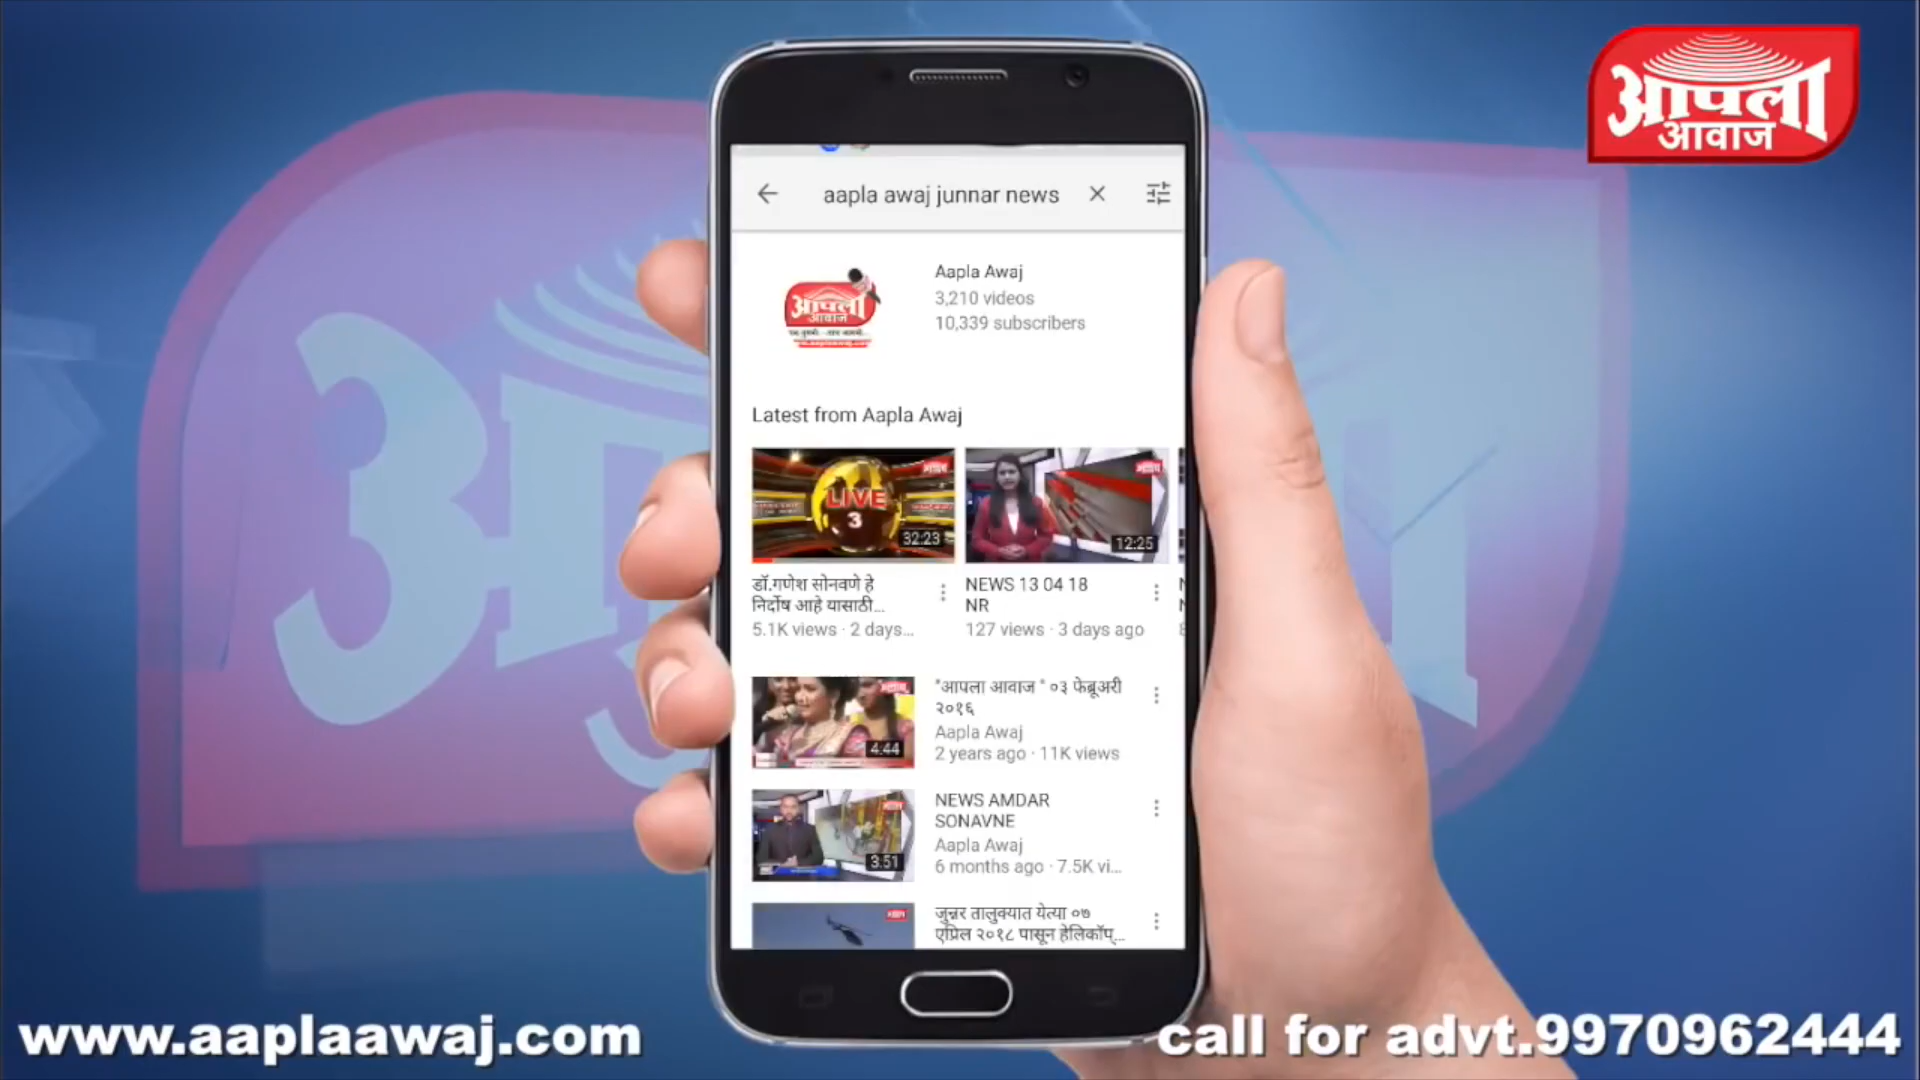 आपला
आवाज
aapla awaj junnar news
आपला
आवाज
Aapla Awaj
3,210 videos
10,339 subscribers
Latest from Aapla Awaj
LIVE
3
32:23
12:25
डॉ.गणेश सोनवणे हे
निर्दोष आहे यासाठी...
5.1K views · 2 days...
NEWS 13 04 18
NR
127 views · 3 days ago
4:44
"आपला आवाज " ०३ फेब्रूअरी
२०१६
Aapla Awaj
2 years ago · 11K views
3:51
NEWS AMDAR
SONAVNE
Aapla Awaj
6 months ago · 7.5K vi...
जुन्नर तालुक्यात येत्या ०७
एप्रिल २०१८ पासून हेलिकॉप्...
www.aaplaawaj.com
call for advt.9970962444